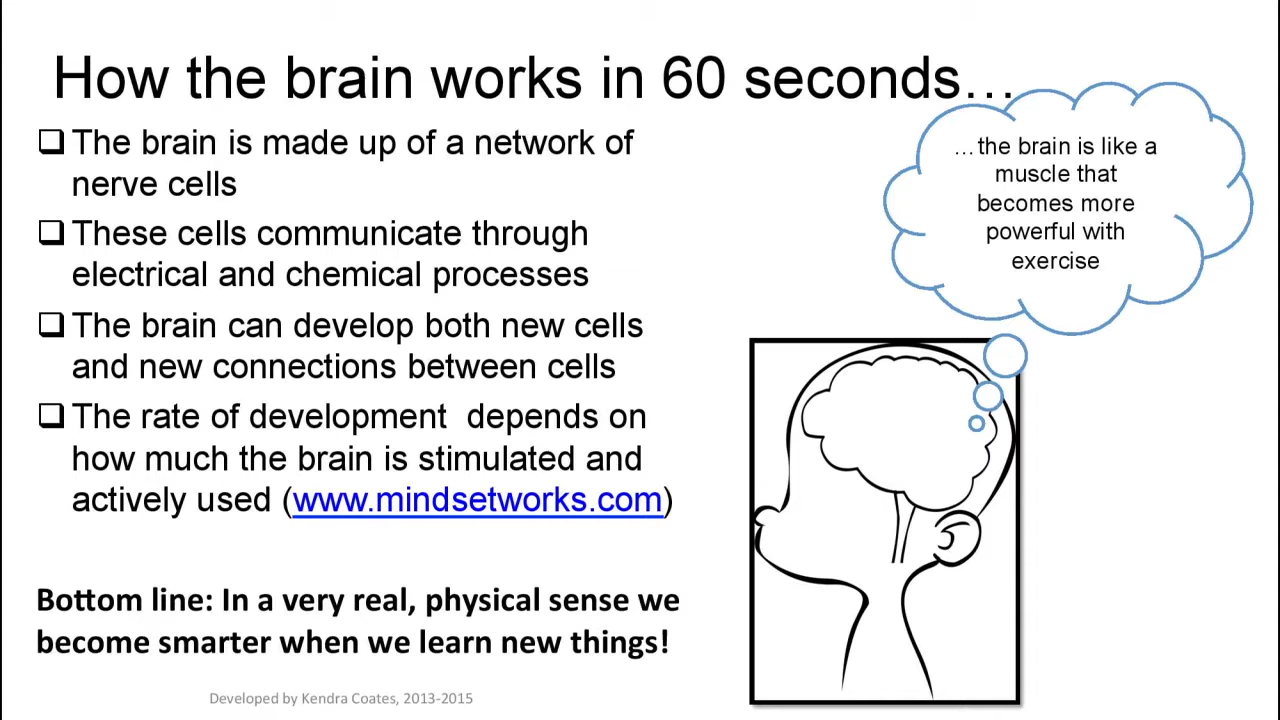 How the brain works in 60 seconds…
❑ The brain is made up of a network of
nerve cells
❑ These cells communicate through
electrical and chemical processes
❑ The brain can develop both new cells
and new connections between cells
❑ The rate of development  depends on
how much the brain is stimulated and
actively used (www.mindsetworks.com)
Bottom line: In a very real, physical sense we
become smarter when we learn new things!
…the brain is like a
muscle that
becomes more
powerful with
exercise
Developed by Kendra Coates, 2013-2015